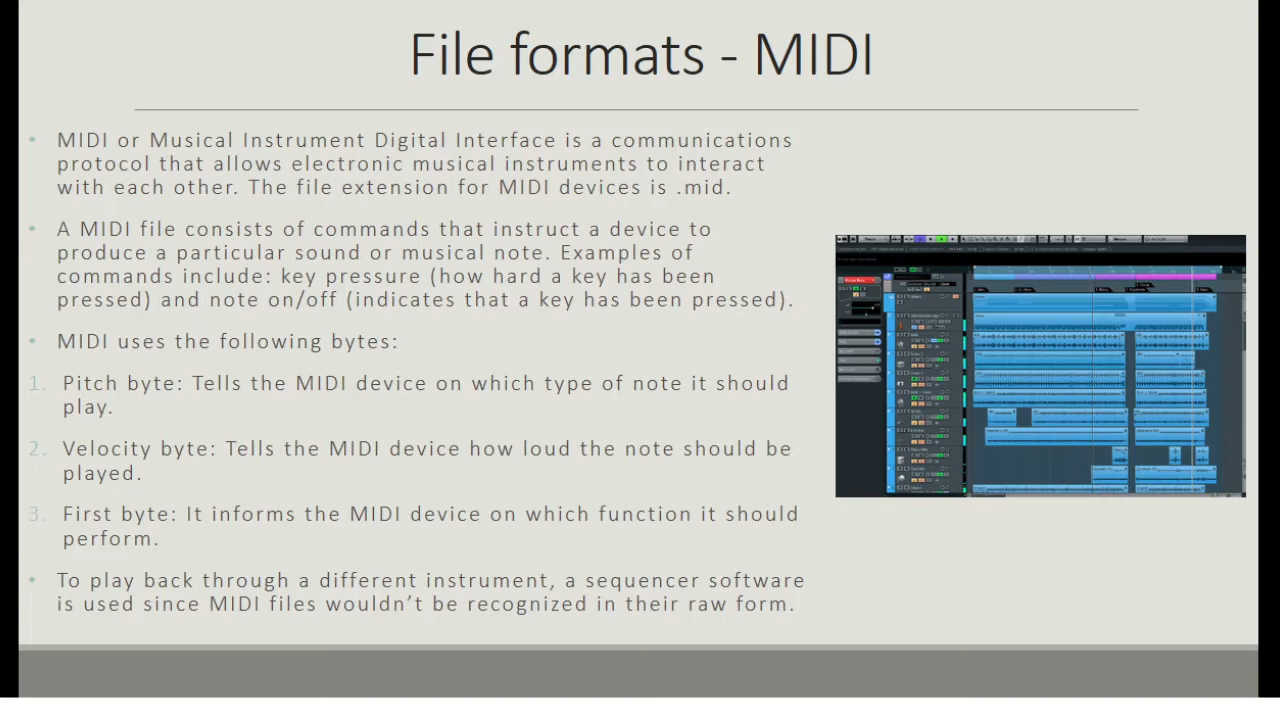 File formats - MIDI
• MIDI or Musical Instrument Digital Interface is a communications
protocol that allows electronic musical instruments to interact
with each other. The file extension for MIDI devices is .mid.
• A MIDI file consists of commands that instruct a device to
produce a particular sound or musical note. Examples of
commands include: key pressure (how hard a key has been
pressed) and note on/off (indicates that a key has been pressed).
• MIDI uses the following bytes:
1. Pitch byte: Tells the MIDI device on which type of note it should
play.
2. Velocity byte: Tells the MIDI device how loud the note should be
played.
3. First byte: It informs the MIDI device on which function it should
perform.
• To play back through a different instrument, a sequencer software
is used since MIDI files wouldn’t be recognized in their raw form.